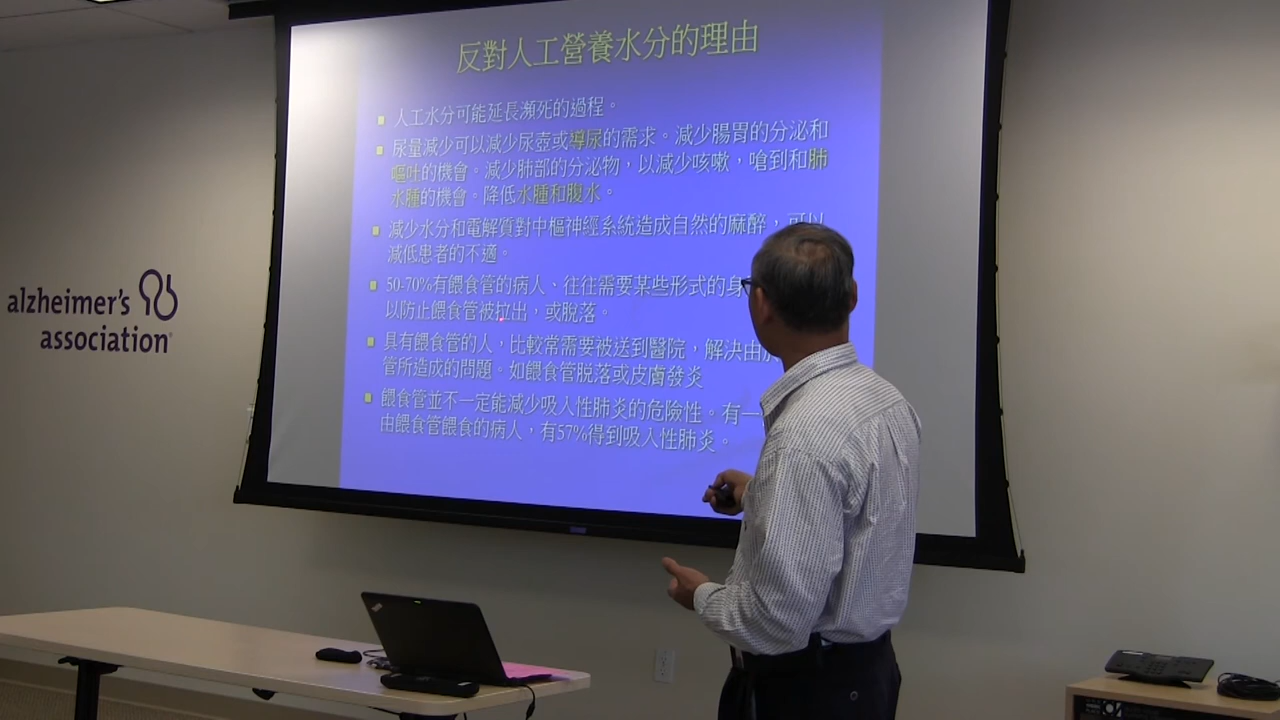 反對人工營養水分的理由
人工水分可能延長瀕死的過程。
尿量減少可以減少尿壺或導尿的需求。減少腸胃的分泌和
嘔吐的機會。減少肺部的分泌物，以減少咳嗽，嗆到和肺
水腫的機會。降低水腫和腹水。
減少水分和電解質對中樞神經系統造成自然的麻醉，可以
減低患者的不適。
50-70%有餵食管的病人、往往需要某些形式的身
以防止餵食管被拉出，或脫落。
具有餵食管的人，比較常需要被送到醫院，解決由於
管所造成的問題。如餵食管脫落或皮膚發炎
餵食管並不一定能減少吸入性肺炎的危險性。有一
由餵食管餵食的病人，有57%得到吸入性肺炎。
alzheimer's
association